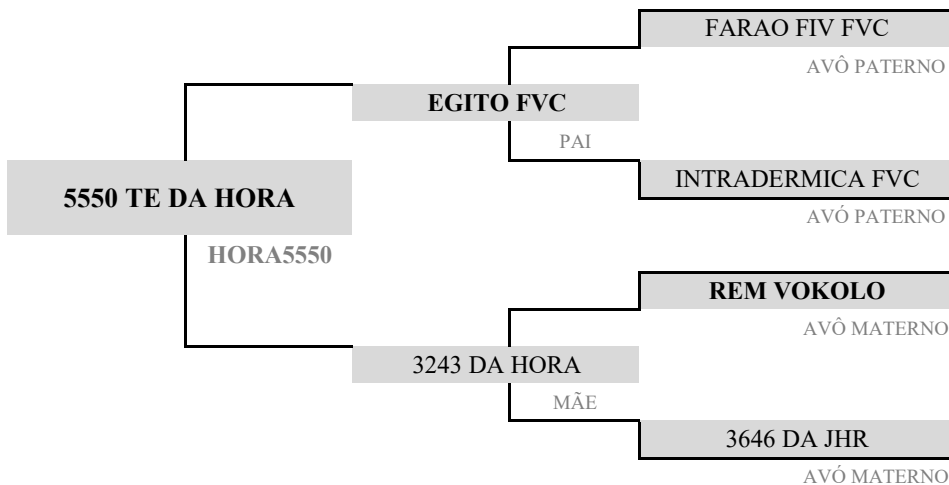 FARAO FIV FVC
AVÔ PATERNO
EGITO FVC
PAI
INTRADERMICA FVC
AVÓ PATERNO
5550 TE DA HORA
HORA5550
REM VOKOLO
AVÔ MATERNO
3243 DA HORA
MÃE
3646 DA JHR
AVÓ MATERNO